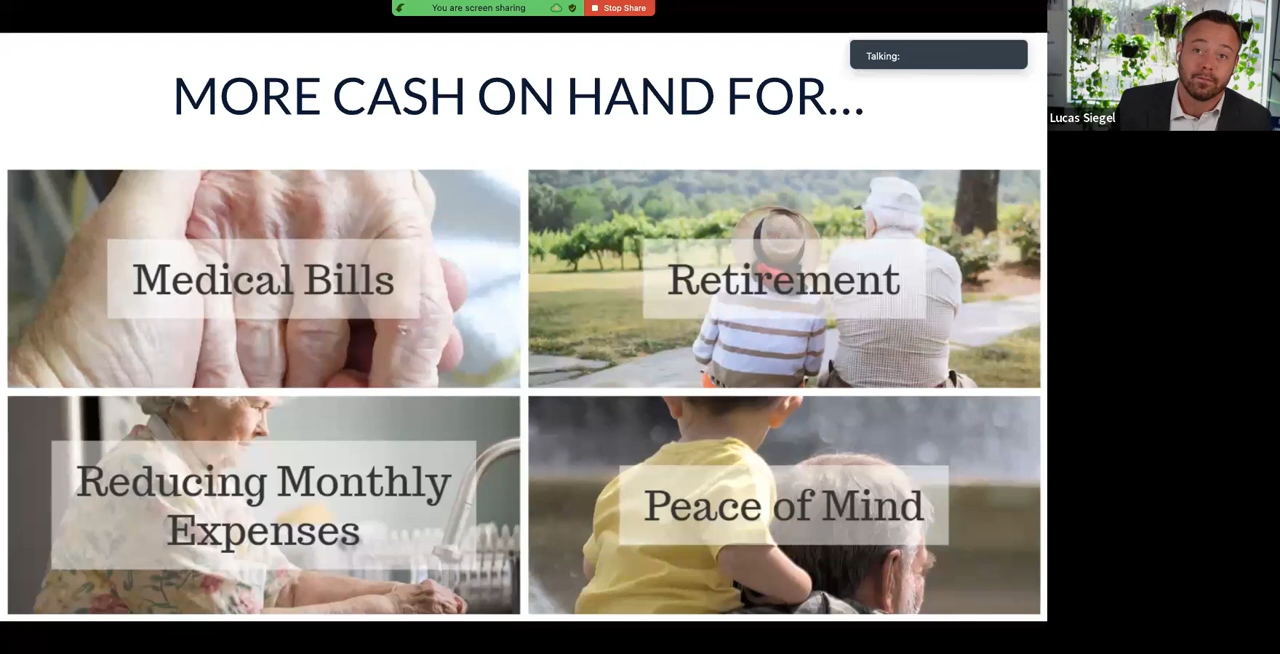 You are screen sharing
Stop Share
Talking:
MORE CASH ON HAND FOR...
Lucas Siegel
Medical Bills
Retirement
Reducing Monthly
Expenses
Peace of Mind